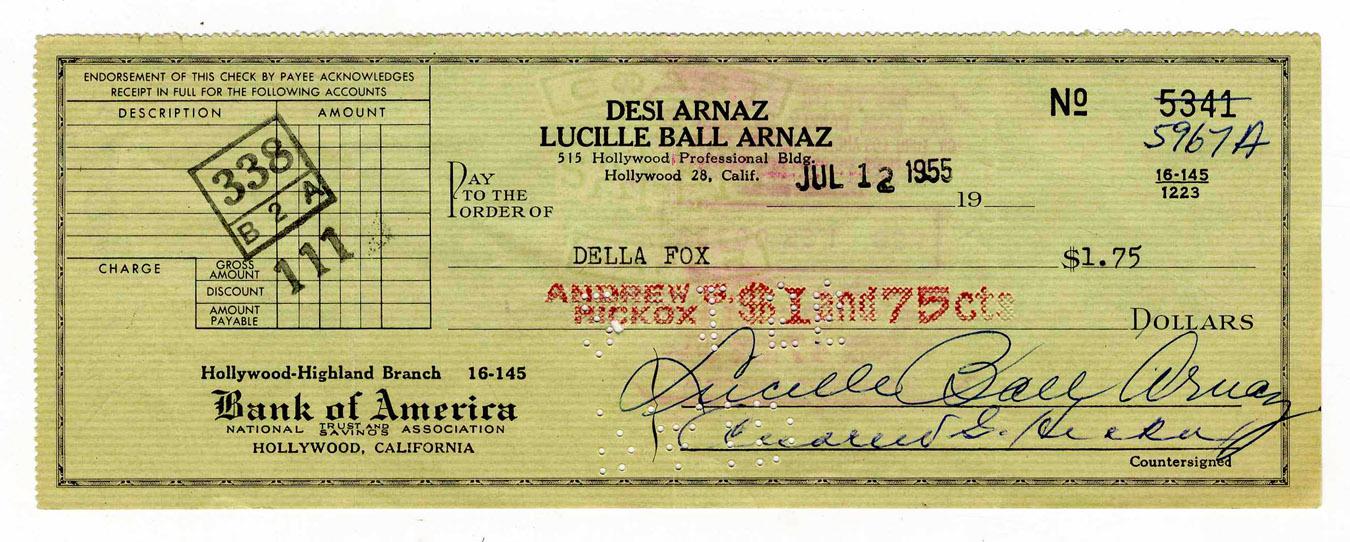 ENDORSEMENT OF THIS CHECK BY PAYEE ACKNOWLEDGES
RECEIPT IN FULL FOR THE FOLLOWING ACCOUNTS
DESCRIPTION AMOUNT
338
B 2 A
111
CHARGE
GROSS AMOUNT
DISCOUNT
AMOUNT PAYABLE
DESI ARNAZ
LUCILLE BALL ARNAZ
515 Hollywood Professional Bldg.
Hollywood 28, Calif.
No 5341
5967A
16-145
1223
JUL 12 1955
19
PAY
TO THE
ORDER OF
DELLA FOX $1.75
ANDREW G. HICKOX $1 and 75 cts
DOLLARS
Hollywood-Highland Branch 16-145
Bank of America
NATIONAL TRUST AND SAVINGS ASSOCIATION
HOLLYWOOD, CALIFORNIA
Lucille Ball Arnaz
Andrew G. Hickox
Countersigned